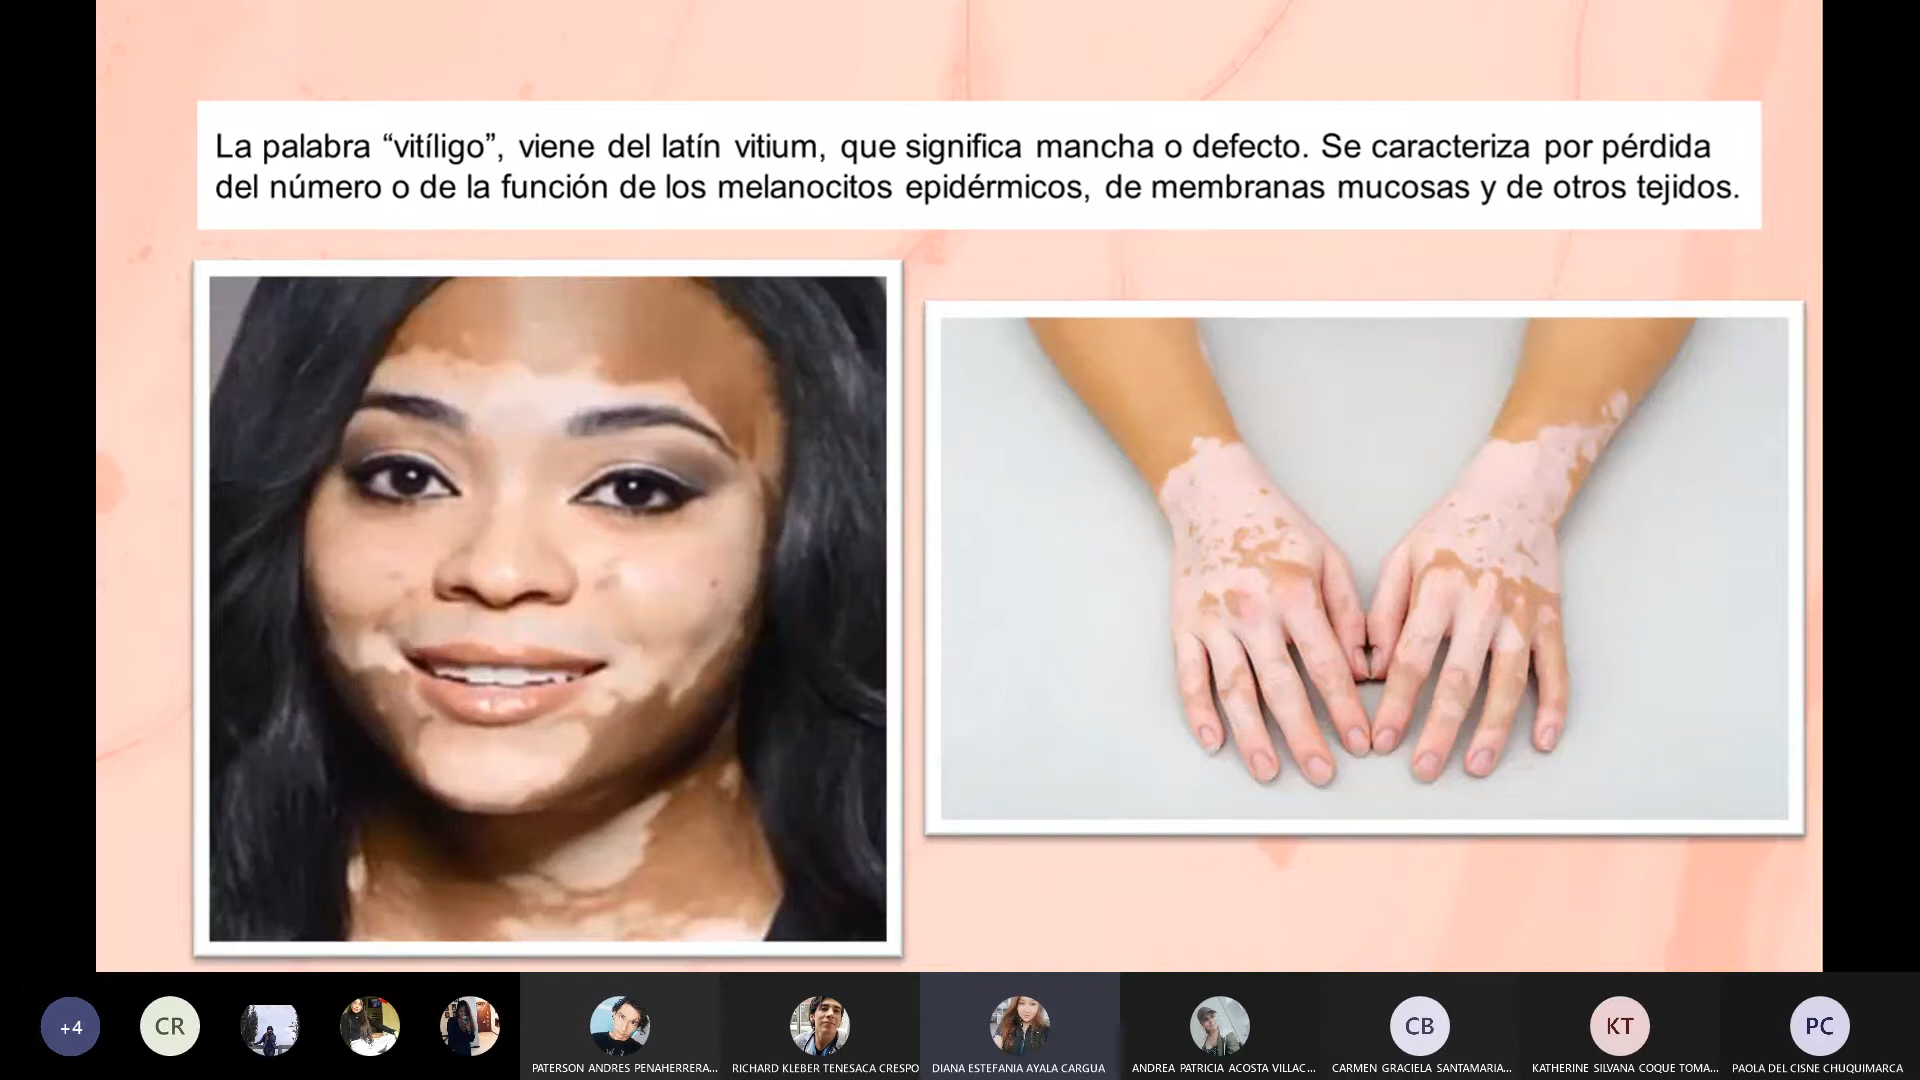 La palabra “vitíligo”, viene del latín vitium, que significa mancha o defecto. Se caracteriza por pérdida
del número o de la función de los melanocitos epidérmicos, de membranas mucosas y de otros tejidos.
+4
CR
CB
KT
PC
PATERSON ANDRES PENAHERRERA...
RICHARD KLEBER TENESACA CRESPO
DIANA ESTEFANIA AYALA CARGUA
ANDREA PATRICIA ACOSTA VILLAC...
CARMEN GRACIELA SANTAMARIA...
KATHERINE SILVANA COQUE TOMA...
PAOLA DEL CISNE CHUQUIMARCA